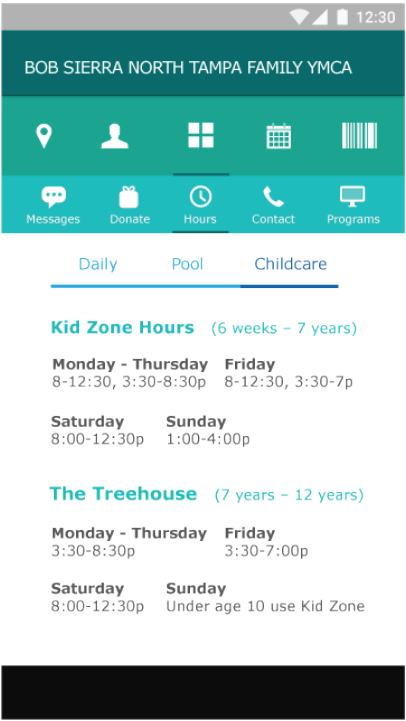 12:30
BOB SIERRA NORTH TAMPA FAMILY YMCA
Messages Donate Hours Contact Programs
Daily Pool Childcare
Kid Zone Hours (6 weeks – 7 years)
Monday - Thursday Friday
8-12:30, 3:30-8:30p 8-12:30, 3:30-7p
Saturday Sunday
8:00-12:30p 1:00-4:00p
The Treehouse (7 years – 12 years)
Monday - Thursday Friday
3:30-8:30p 3:30-7:00p
Saturday Sunday
8:00-12:30p Under age 10 use Kid Zone